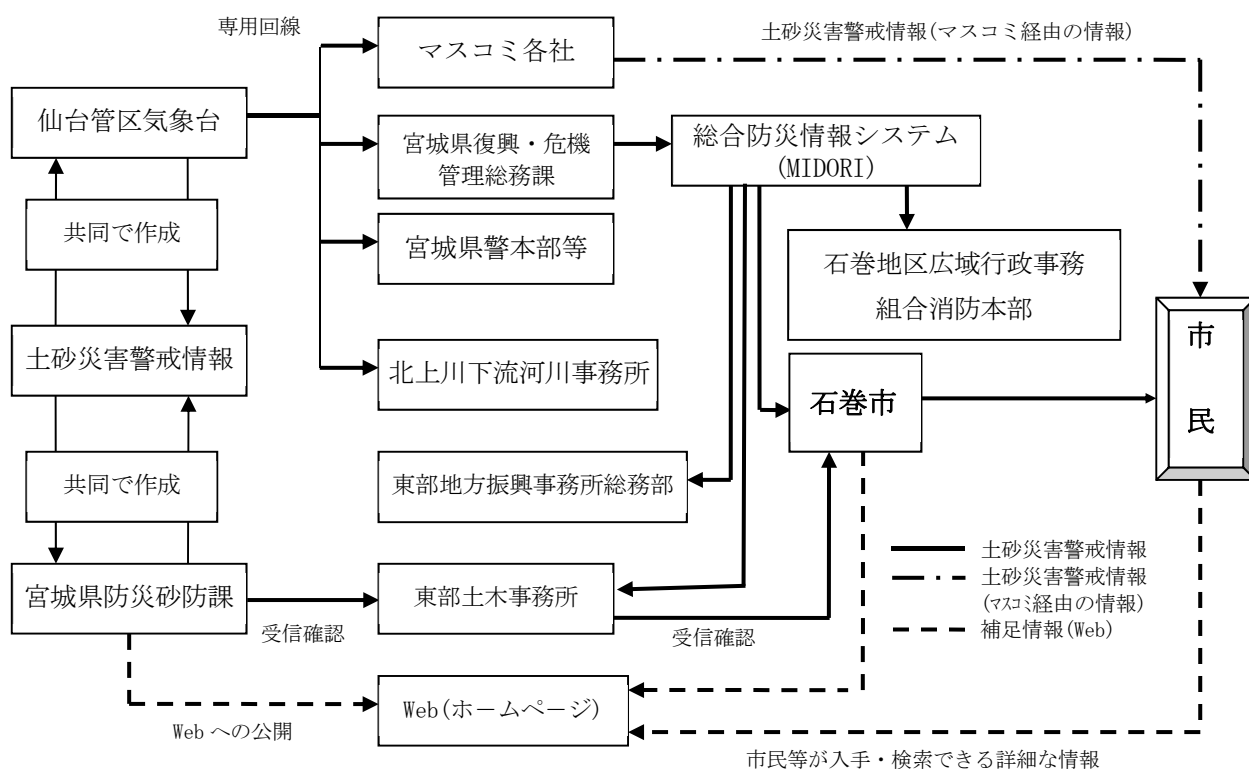 専用回線
マスコミ各社
土砂災害警戒情報(マスコミ経由の情報)
仙台管区気象台
宮城県復興・危機
管理総務課
総合防災情報システム
(MIDORI)
共同で作成
宮城県警本部等
石巻地区広域行政事務
組合消防本部
市
民
土砂災害警戒情報
北上川下流河川事務所
石巻市
共同で作成
東部地方振興事務所総務部
土砂災害警戒情報
土砂災害警戒情報
(マスコミ経由の情報)
補足情報(Web)
宮城県防災砂防課
受信確認
東部土木事務所
受信確認
Web(ホームページ)
Webへの公開
市民等が入手・検索できる詳細な情報